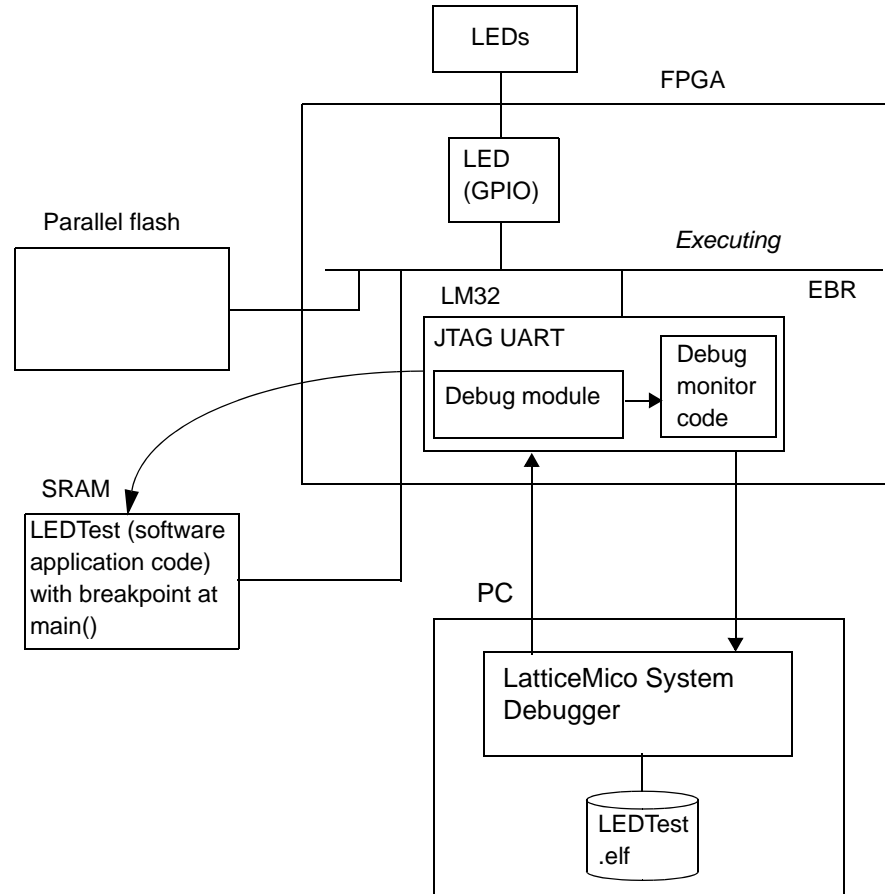 LEDs
FPGA
LED
(GPIO)
Parallel flash
Executing
LM32
EBR
JTAG UART
Debug module
Debug
monitor
code
SRAM
LEDTest (software
application code)
with breakpoint at
main()
PC
LatticeMico System
Debugger
LEDTest
.elf